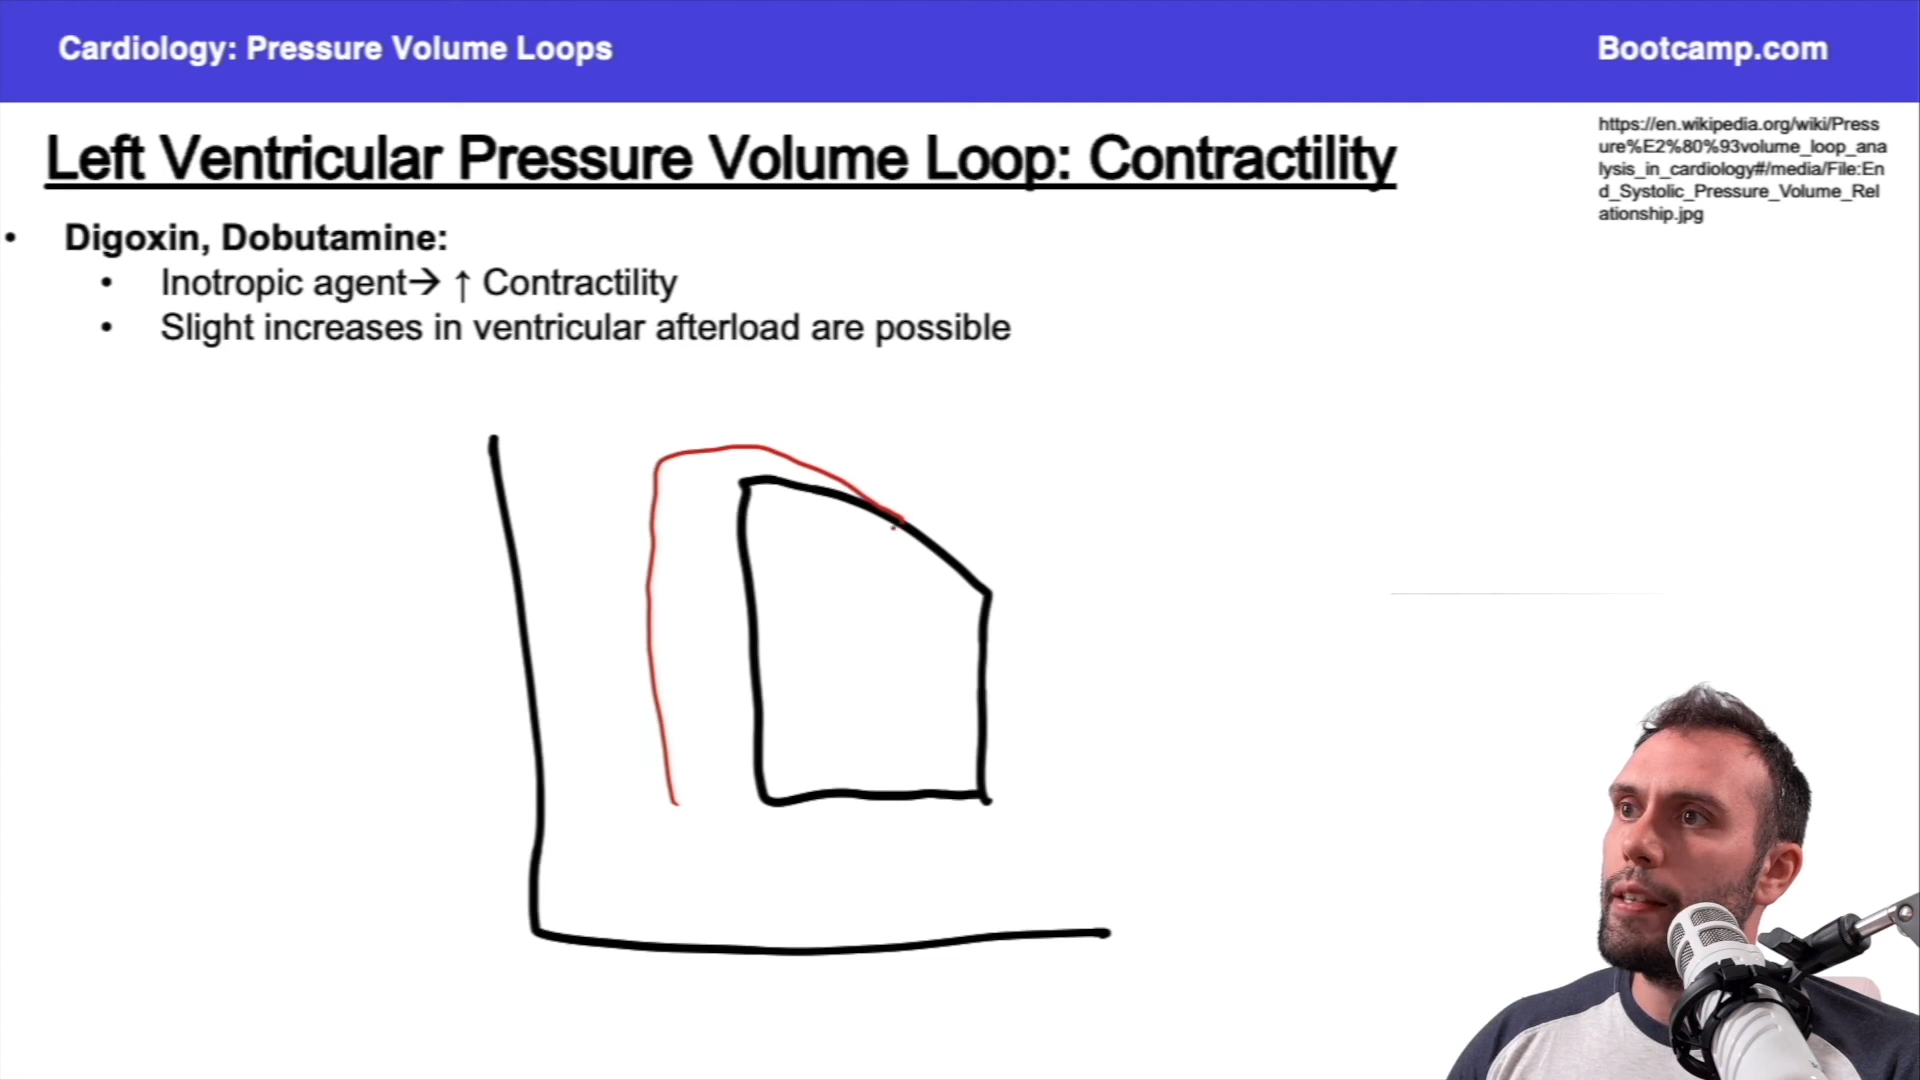 Cardiology: Pressure Volume Loops
Bootcamp.com
Left Ventricular Pressure Volume Loop: Contractility
https://en.wikipedia.org/wiki/Press
ure%E2%80%93volume_loop_ana
lysis_in_cardiology#/media/File:En
d_Systolic_Pressure_Volume_Rel
ationship.jpg
• Digoxin, Dobutamine:
• Inotropic agent→ ↑ Contractility
• Slight increases in ventricular afterload are possible